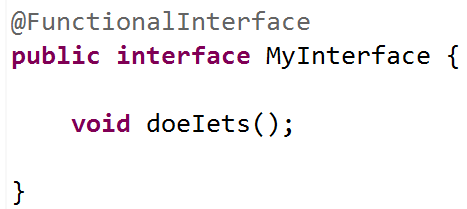 @FunctionalInterface
public interface MyInterface {
void doeIets();
}